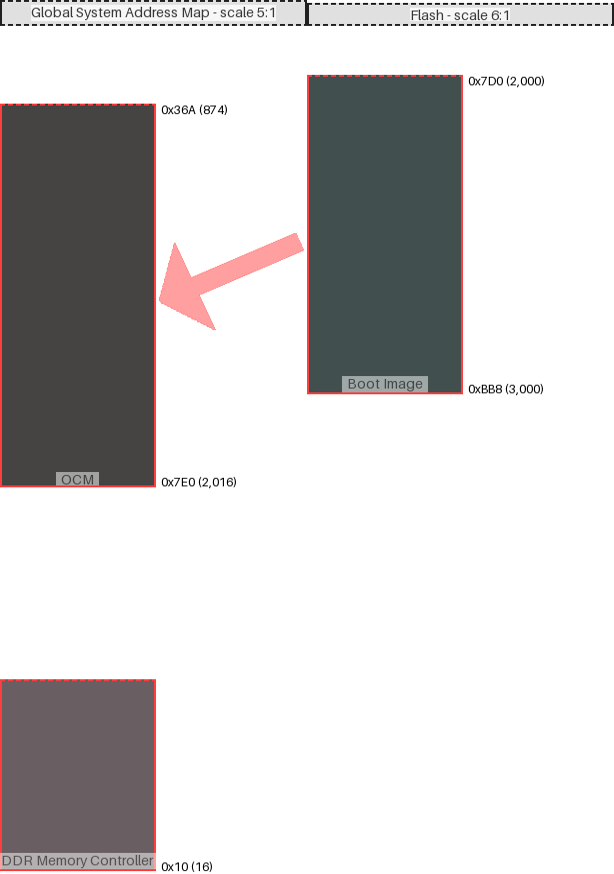 Global System Address Map - scale 5:1
Flash - scale 6:1
0x7D0 (2,000)
0x36A (874)
Boot Image
0xBB8 (3,000)
OCM
0x7E0 (2,016)
DDR Memory Controller
0x10 (16)